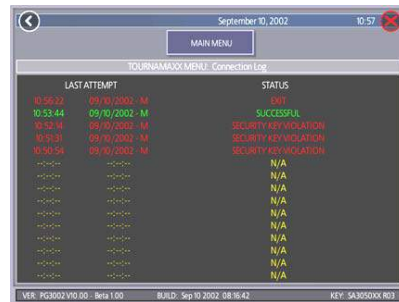 September 10, 2002 10:57
MAIN MENU
TOURNAMAXX MENU: Connection Log
LAST ATTEMPT STATUS
10:56:22 09/10/2002 - M EXIT
10:53:44 09/10/2002 - M SUCCESSFUL
10:52:14 09/10/2002 - M SECURITY KEY VIOLATION
10:51:31 09/10/2002 - M SECURITY KEY VIOLATION
10:50:54 09/10/2002 - M SECURITY KEY VIOLATION
--:--:-- --:--:-- N/A
--:--:-- --:--:-- N/A
--:--:-- --:--:-- N/A
--:--:-- --:--:-- N/A
--:--:-- --:--:-- N/A
--:--:-- --:--:-- N/A
--:--:-- --:--:-- N/A
--:--:-- --:--:-- N/A
--:--:-- --:--:-- N/A
--:--:-- --:--:-- N/A
VER: PG3002 V10.00 - Beta 1.00 BUILD: Sep 10 2002 08:16:42 KEY: SA3050XX R03